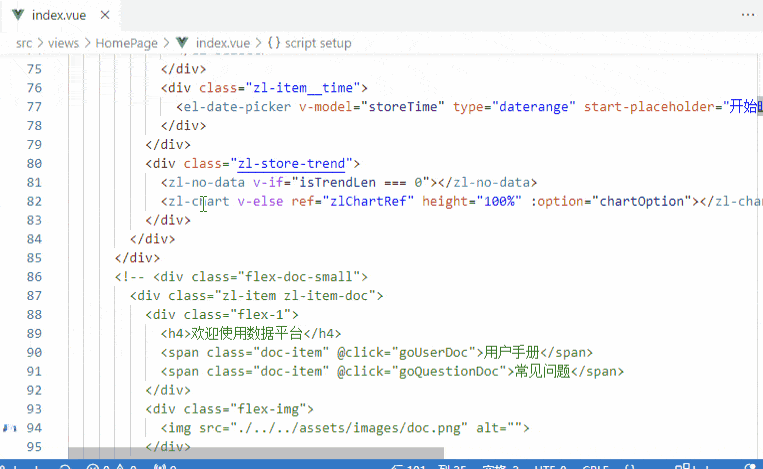 index.vue
src > views > HomePage > index.vue > {} script setup
75 </div>
76 <div class="zl-item__time">
77 <el-date-picker v-model="storeTime" type="daterange" start-placeholder="开始
78 </div>
79 </div>
80 <div class="zl-store-trend">
81 <zl-no-data v-if="isTrendLen === 0"></zl-no-data>
82 <zl-chart v-else ref="zlChartRef" height="100%" :option="chartOption"></zl-cha
83 </div>
84 </div>
85 </div>
86 <!-- <div class="flex-doc-small">
87 <div class="zl-item zl-item-doc">
88 <div class="flex-1">
89 <h4>欢迎使用数据平台</h4>
90 <span class="doc-item" @click="goUserDoc">用户手册</span>
91 <span class="doc-item" @click="goQuestionDoc">常见问题</span>
92 </div>
93 <div class="flex-img">
94 <img src="./../../assets/images/doc.png" alt="">
95 </div>